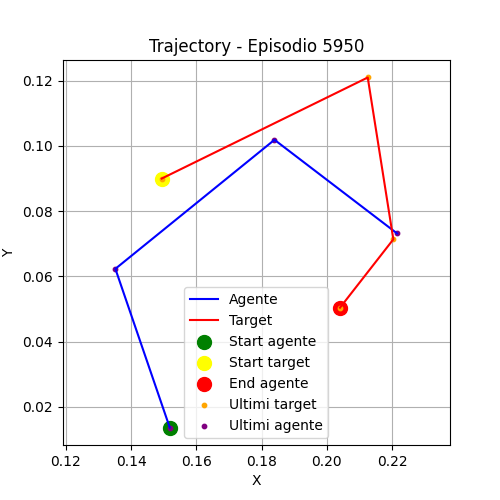 Trajectory - Episodio 5950
Y
0.12
0.10
0.08
0.06
0.04
0.02
Agente
Target
Start agente
Start target
End agente
Ultimi target
Ultimi agente
0.12 0.14 0.16 0.18 0.20 0.22
X